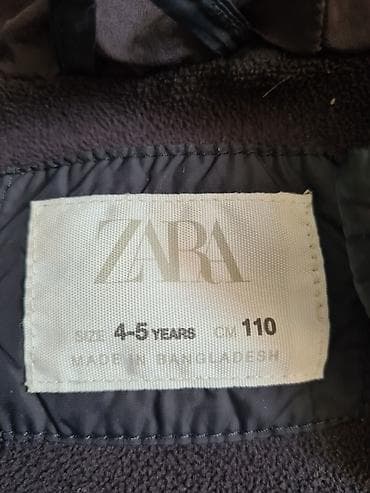 ZARA
SIZE 4-5 YEARS CM 110
MADE IN BANGLADESH